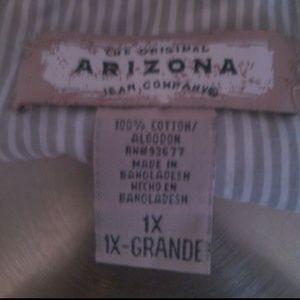 THE ORIGINAL
ARIZONA
JEAN COMPANY®
100% COTTON/
ALGODON
RN#93677
MADE IN
BANGLADESH
HECHO EN
BANGLADESH
1X
1X-GRANDE